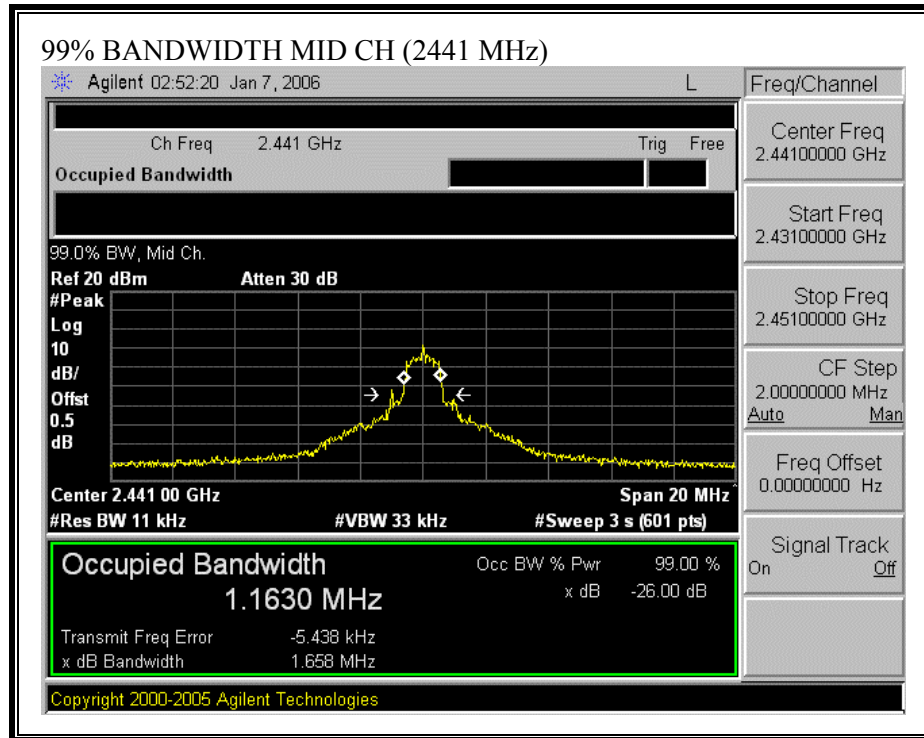 99% BANDWIDTH MID CH (2441 MHz)
Agilent 02:52:20 Jan 7, 2006 L
Freq/Channel
Ch Freq 2.441 GHz Trig Free
Occupied Bandwidth
Center Freq
2.44100000 GHz
Start Freq
2.43100000 GHz
99.0% BW, Mid Ch.
Ref 20 dBm Atten 30 dB
#Peak
Log
10
dB/
Offst
0.5
dB
Stop Freq
2.45100000 GHz
CF Step
2.00000000 MHz
Auto Man
Freq Offset
0.00000000 Hz
Center 2.441 00 GHz Span 20 MHz
#Res BW 11 kHz #VBW 33 kHz #Sweep 3 s (601 pts)
Signal Track
On Off
Occupied Bandwidth
1.1630 MHz
Occ BW % Pwr 99.00 %
x dB -26.00 dB
Transmit Freq Error -5.438 kHz
x dB Bandwidth 1.658 MHz
Copyright 2000-2005 Agilent Technologies